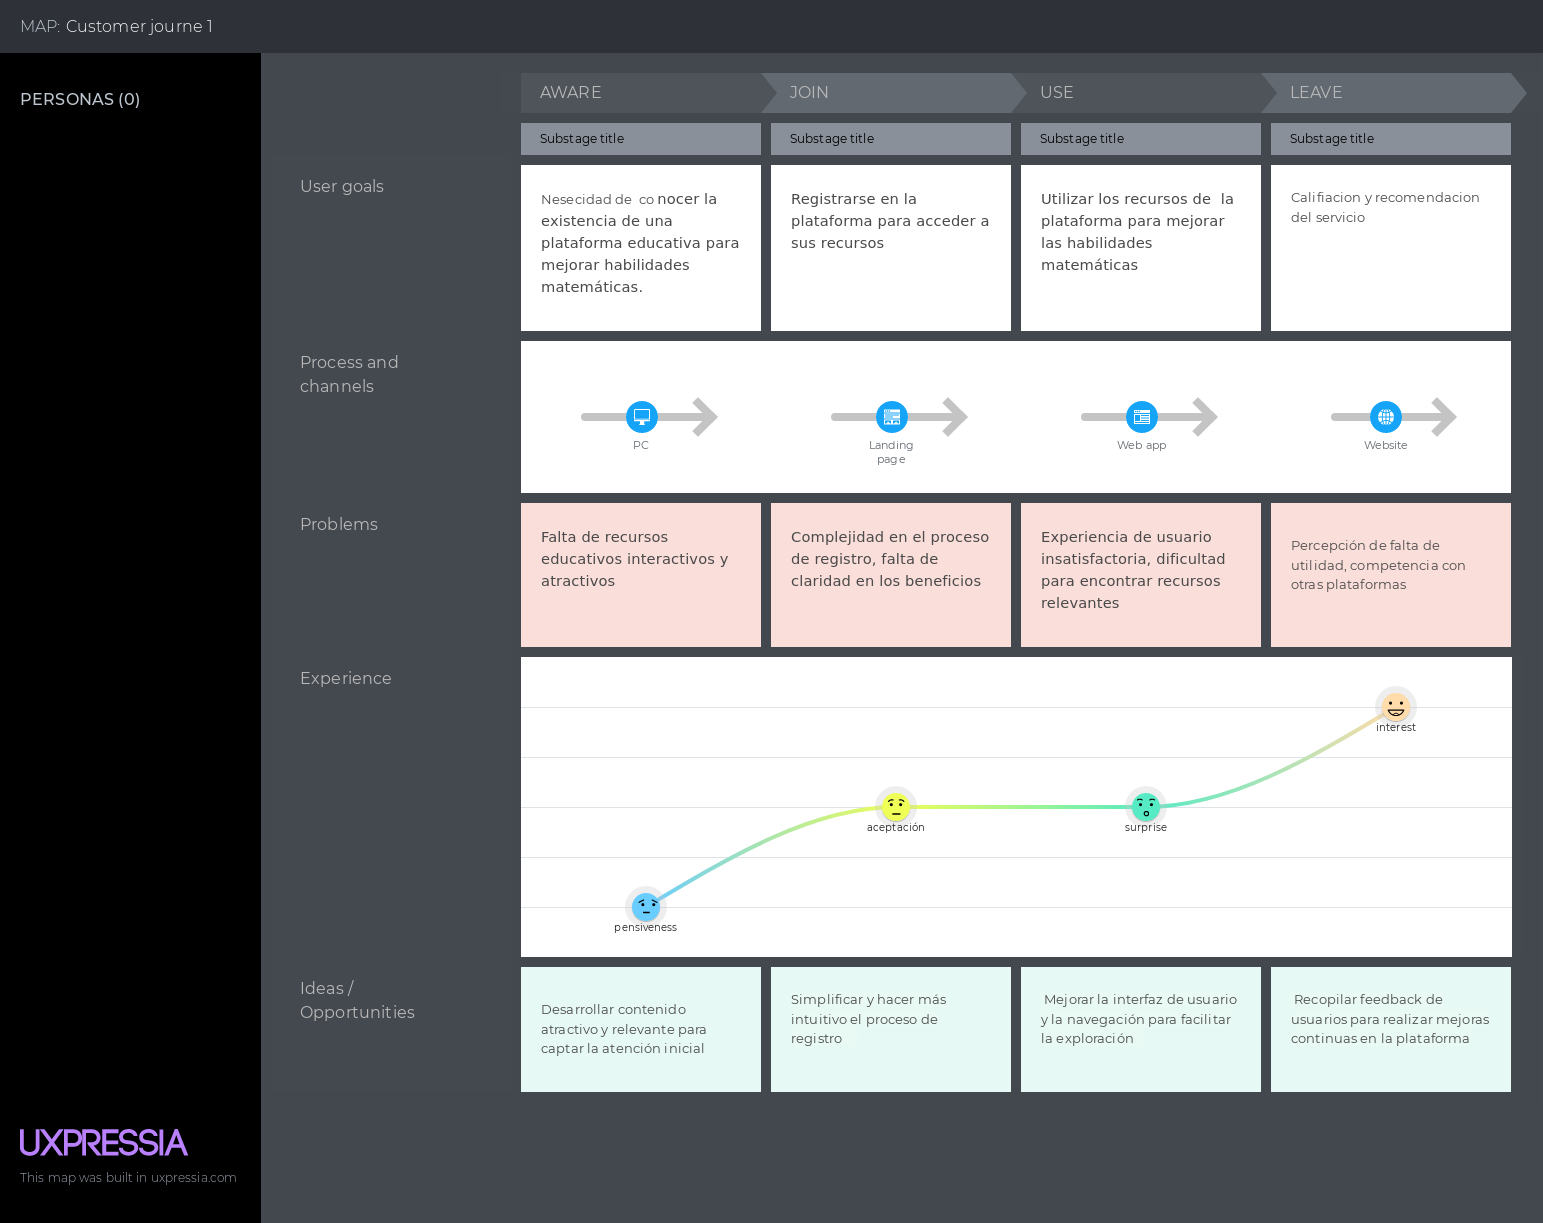 MAP: Customer journe 1
PERSONAS (0)
AWARE
JOIN
USE
LEAVE
Substage title
Substage title
Substage title
Substage title
User goals
Nesecidad de  co nocer la
existencia de una
plataforma educativa para
mejorar habilidades
matemáticas.
Registrarse en la
plataforma para acceder a
sus recursos
Utilizar los recursos de  la
plataforma para mejorar
las habilidades
matemáticas
Califiacion y recomendacion
del servicio
Process and
channels
PC
Landing
page
Web app
Website
Problems
Falta de recursos
educativos interactivos y
atractivos
Complejidad en el proceso
de registro, falta de
claridad en los beneficios
Experiencia de usuario
insatisfactoria, dificultad
para encontrar recursos
relevantes
Percepción de falta de
utilidad, competencia con
otras plataformas
Experience
pensiveness
aceptación
surprise
interest
Ideas /
Opportunities
Desarrollar contenido
atractivo y relevante para
captar la atención inicial
Simplificar y hacer más
intuitivo el proceso de
registro
Mejorar la interfaz de usuario
y la navegación para facilitar
la exploración
Recopilar feedback de
usuarios para realizar mejoras
continuas en la plataforma
UXPRESSIA
This map was built in uxpressia.com